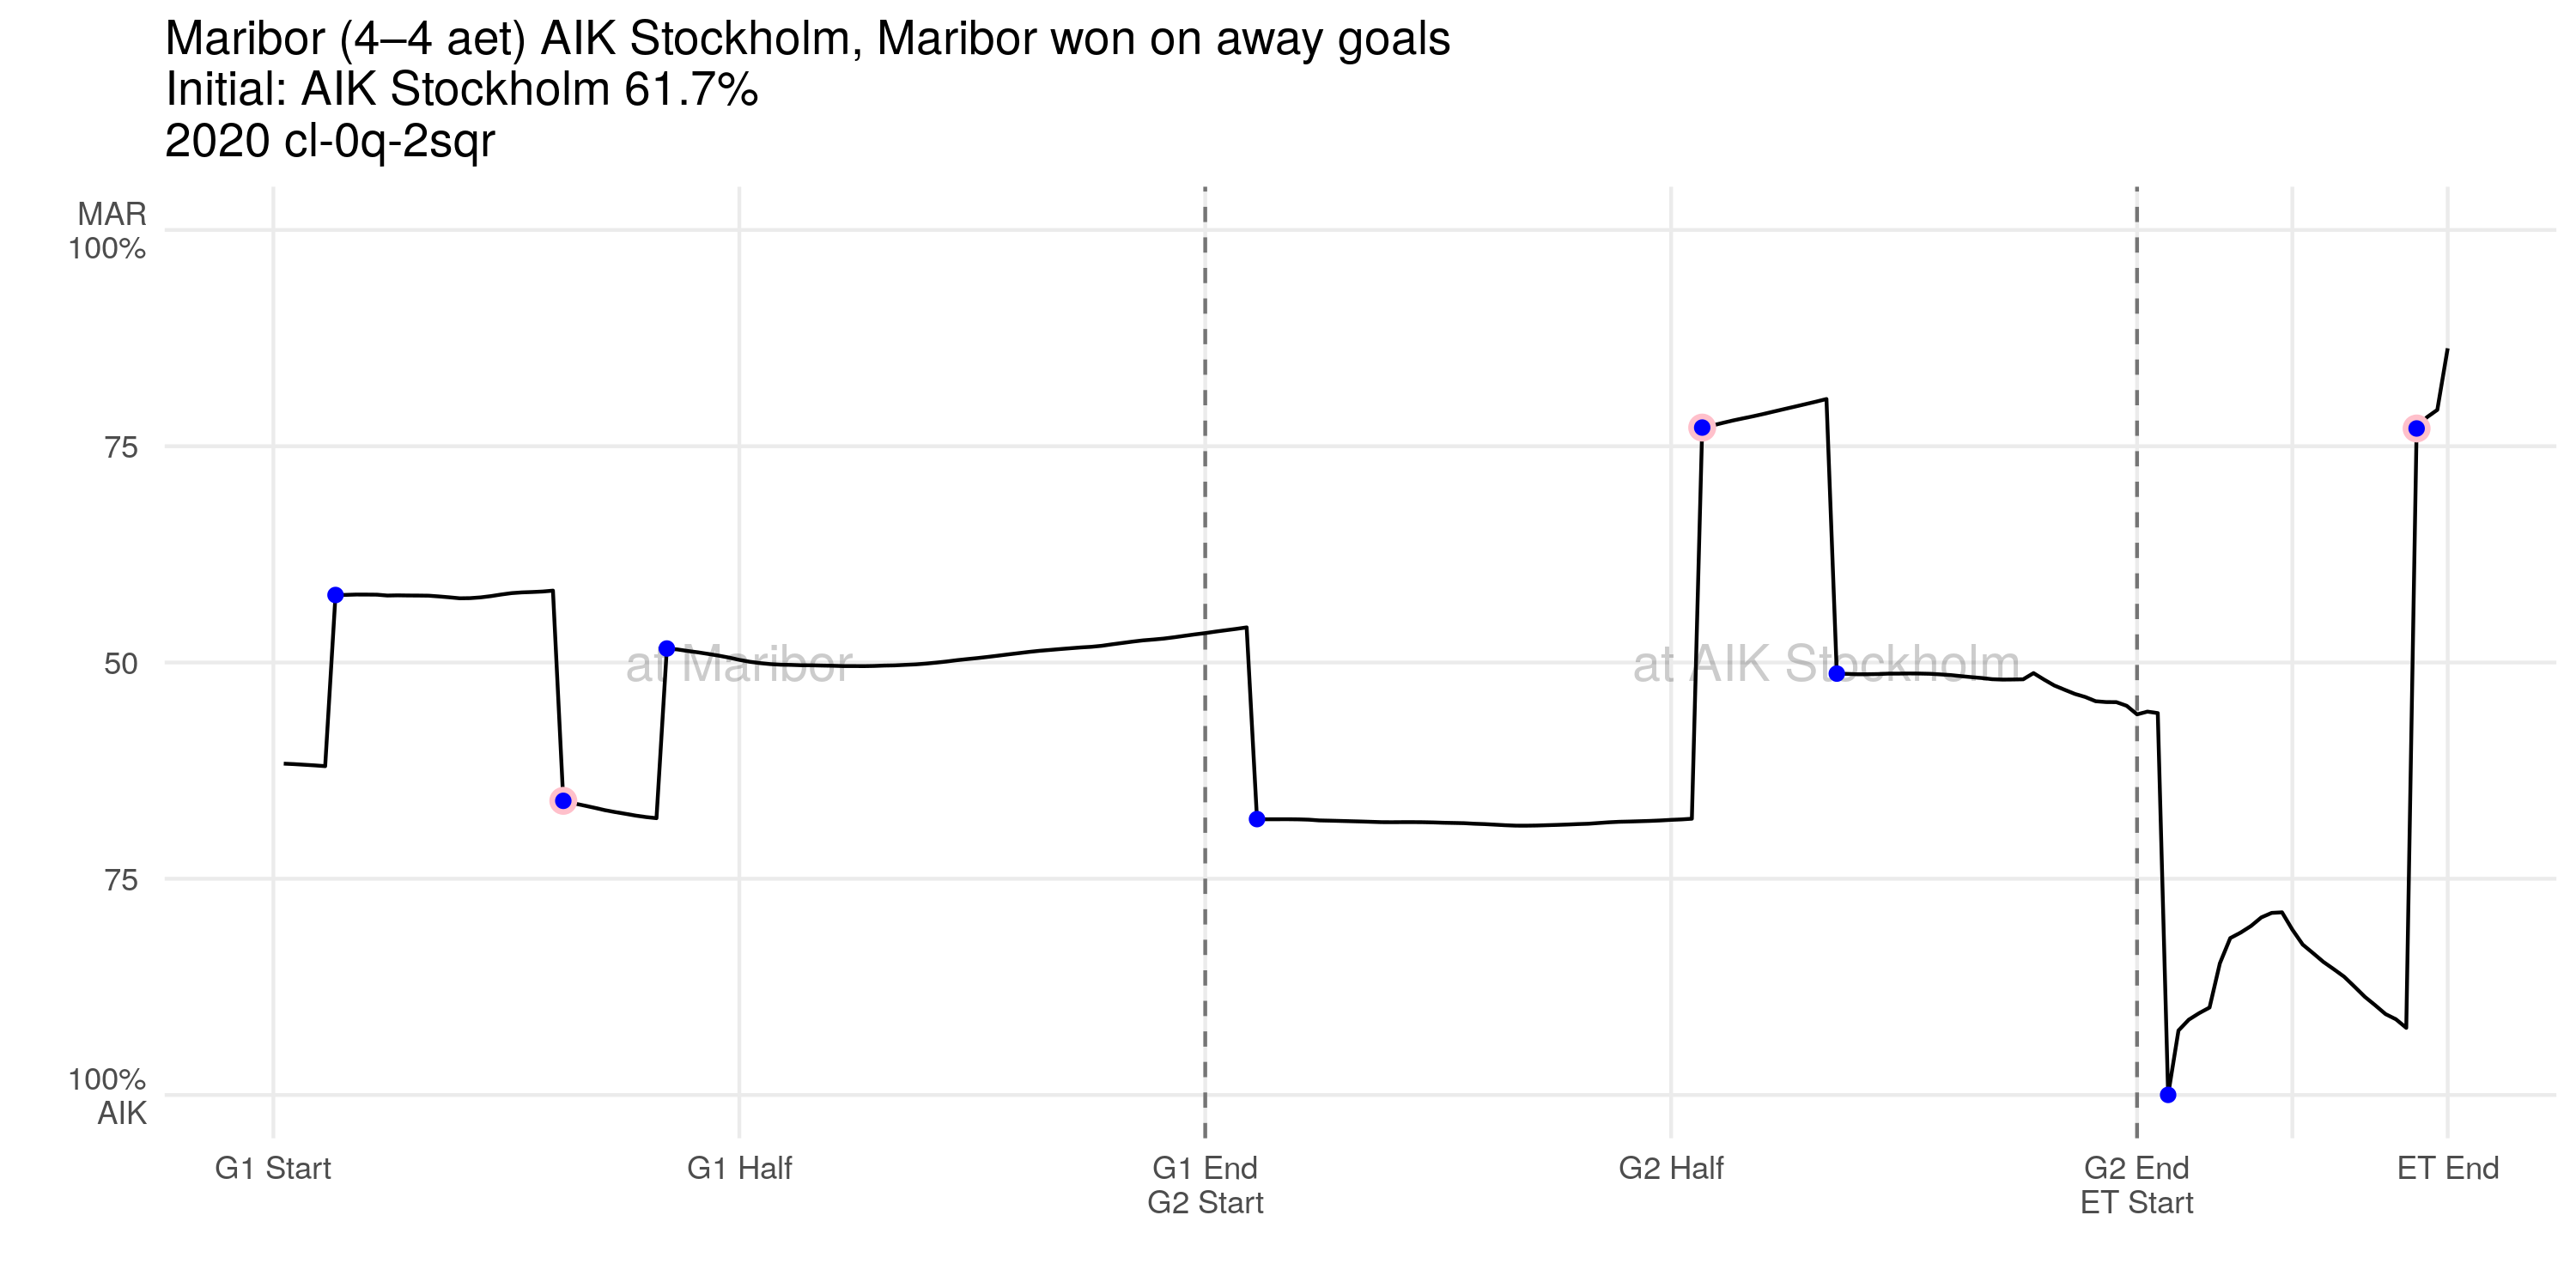 Maribor (4–4 aet) AIK Stockholm, Maribor won on away goals
Initial: AIK Stockholm 61.7%
2020 cl-0q-2sqr
MAR
100%
75
50
75
100%
AIK
at Maribor
at AIK Stockholm
G1 Start
G1 Half
G1 End
G2 Start
G2 Half
G2 End
ET Start
ET End